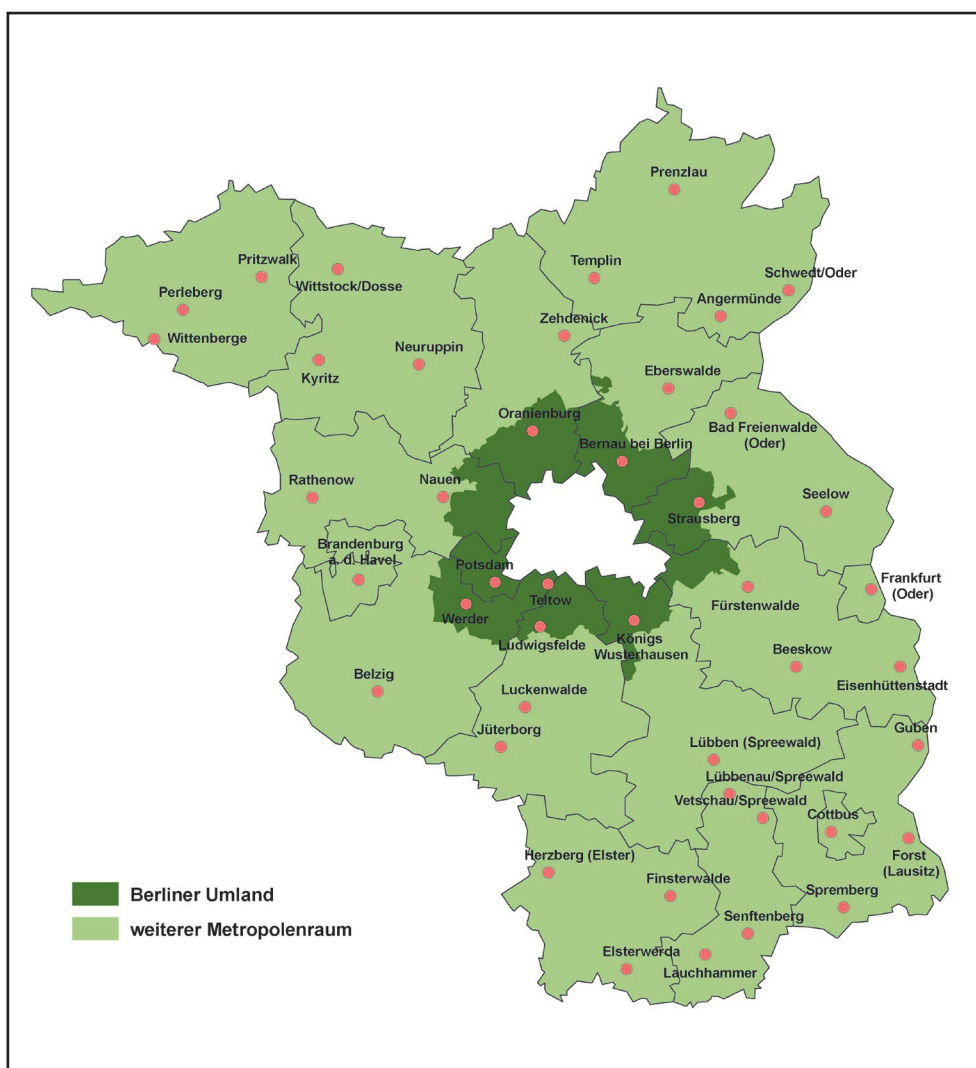 Prenzlau
Templin
Schwedt/Oder
Pritzwalk
Wittstock/Dosse
Perleberg
Angermünde
Zehdenick
Wittenberge
Neuruppin
Kyritz
Eberswalde
Oranienburg
Bad Freienwalde
(Oder)
Bernau bei Berlin
Rathenow
Nauen
Seelow
Strausberg
Brandenburg
a. d. Havel
Potsdam
Frankfurt
(Oder)
Teltow
Fürstenwalde
Werder
Ludwigsfelde
Königs
Wusterhausen
Beeskow
Belzig
Eisenhüttenstadt
Luckenwalde
Guben
Jüterborg
Lübben (Spreewald)
Lübbenau/Spreewald
Vetschau/Spreewald
Cottbus
Herzberg (Elster)
Forst
(Lausitz)
Finsterwalde
Spremberg
Senftenberg
Elsterwerda
Lauchhammer
Berliner Umland
weiterer Metropolenraum